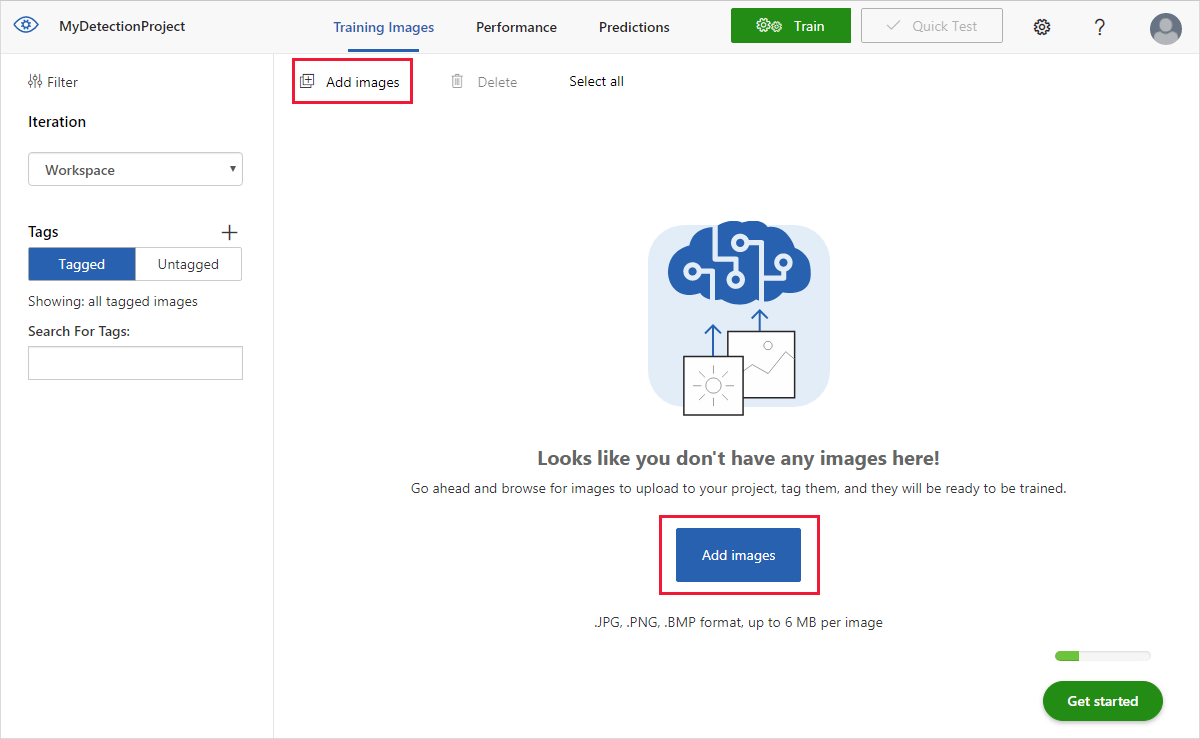 MyDetectionProject
Training Images
Performance
Predictions
Train
Quick Test
?
Filter
Iteration
Workspace
Tags
Tagged
Untagged
Showing: all tagged images
Search For Tags:
Add images
Delete
Select all
Looks like you don't have any images here!
Go ahead and browse for images to upload to your project, tag them, and they will be ready to be trained.
Add images
.JPG, .PNG, .BMP format, up to 6 MB per image
Get started